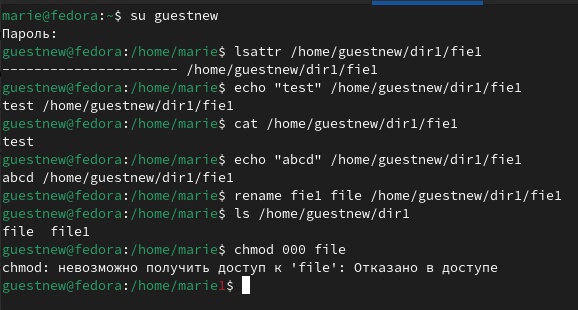 marie@fedora:~$ su guestnew
Пароль:
guestnew@fedora:/home/marie$ lsattr /home/guestnew/dir1/fie1
---------------------- /home/guestnew/dir1/fie1
guestnew@fedora:/home/marie$ echo "test" /home/guestnew/dir1/fie1
test /home/guestnew/dir1/fie1
guestnew@fedora:/home/marie$ cat /home/guestnew/dir1/fie1
test
guestnew@fedora:/home/marie$ echo "abcd" /home/guestnew/dir1/fie1
abcd /home/guestnew/dir1/fie1
guestnew@fedora:/home/marie$ rename fie1 file /home/guestnew/dir1/fie1
guestnew@fedora:/home/marie$ ls /home/guestnew/dir1
file  file1
guestnew@fedora:/home/marie$ chmod 000 file
chmod: невозможно получить доступ к 'file': Отказано в доступе
guestnew@fedora:/home/marie1$